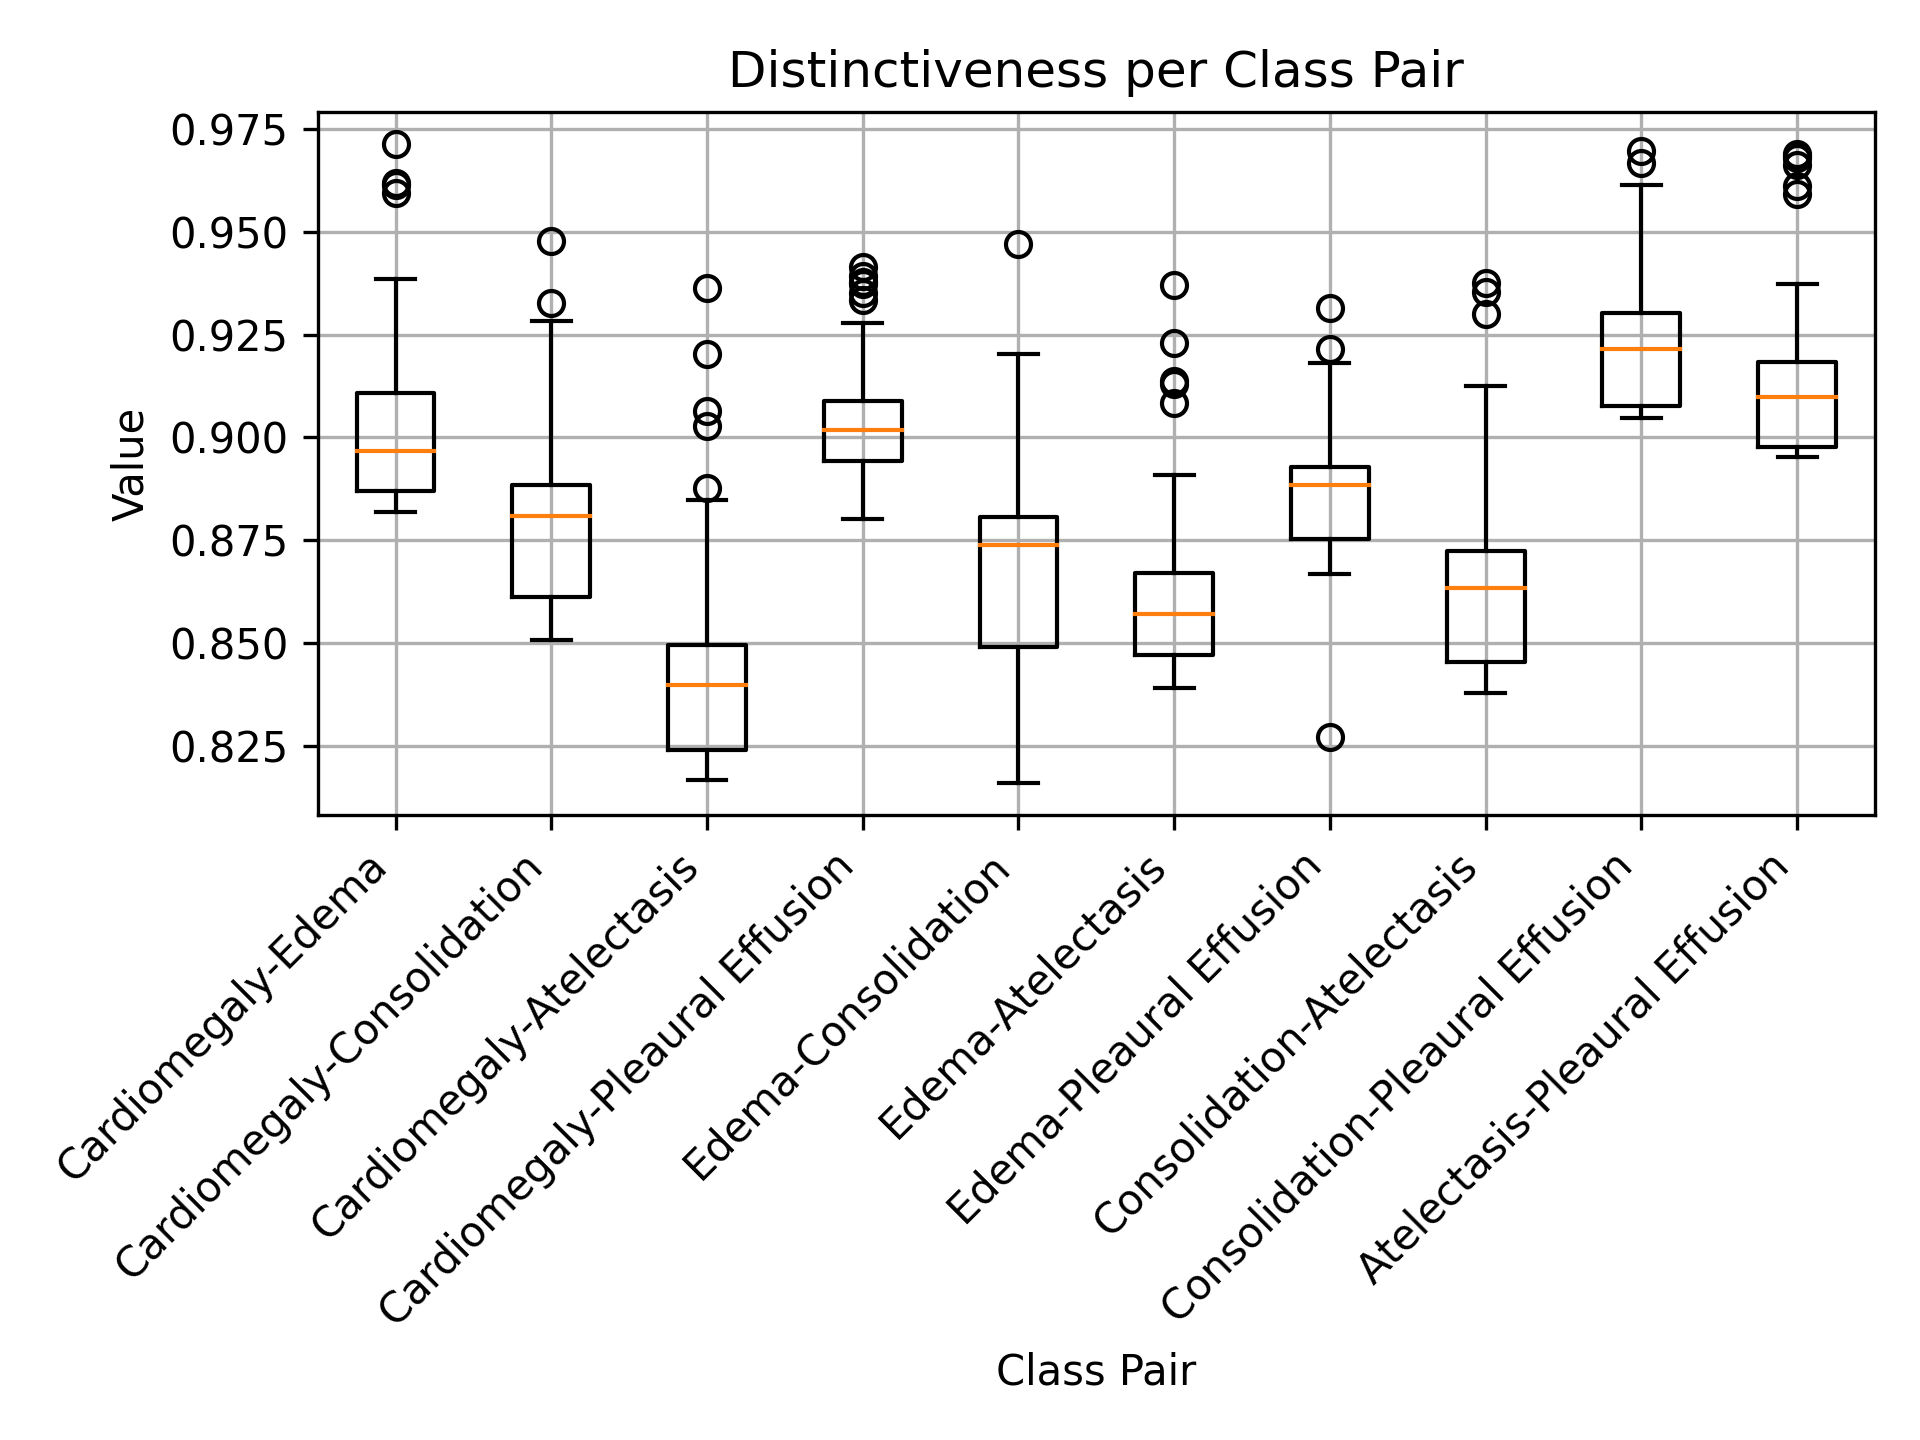 Distinctiveness per Class Pair
0.975
0.950
0.925
0.900
0.875
0.850
0.825
Value
Cardiomegaly-Edema
Cardiomegaly-Consolidation
Cardiomegaly-Atelectasis
Cardiomegaly-Pleaural Effusion
Edema-Consolidation
Edema-Atelectasis
Edema-Pleaural Effusion
Consolidation-Atelectasis
Consolidation-Pleaural Effusion
Atelectasis-Pleaural Effusion
Class Pair